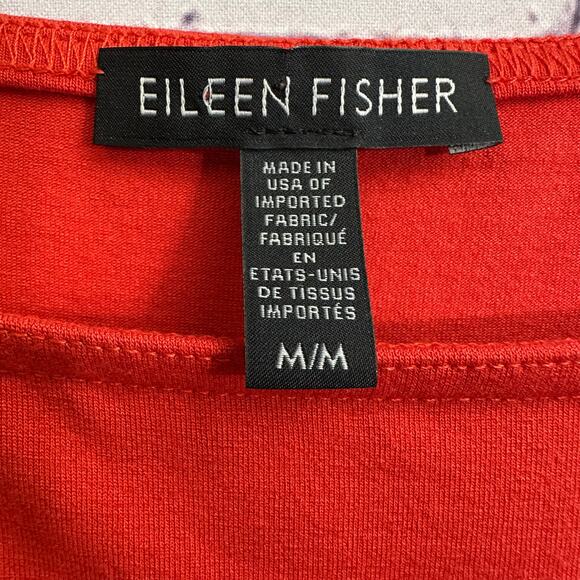 EILEEN FISHER
MADE IN
USA OF
IMPORTED
FABRIC/
FABRIQUÉ
EN
ETATS-UNIS
DE TISSUS
IMPORTÉS
M/M